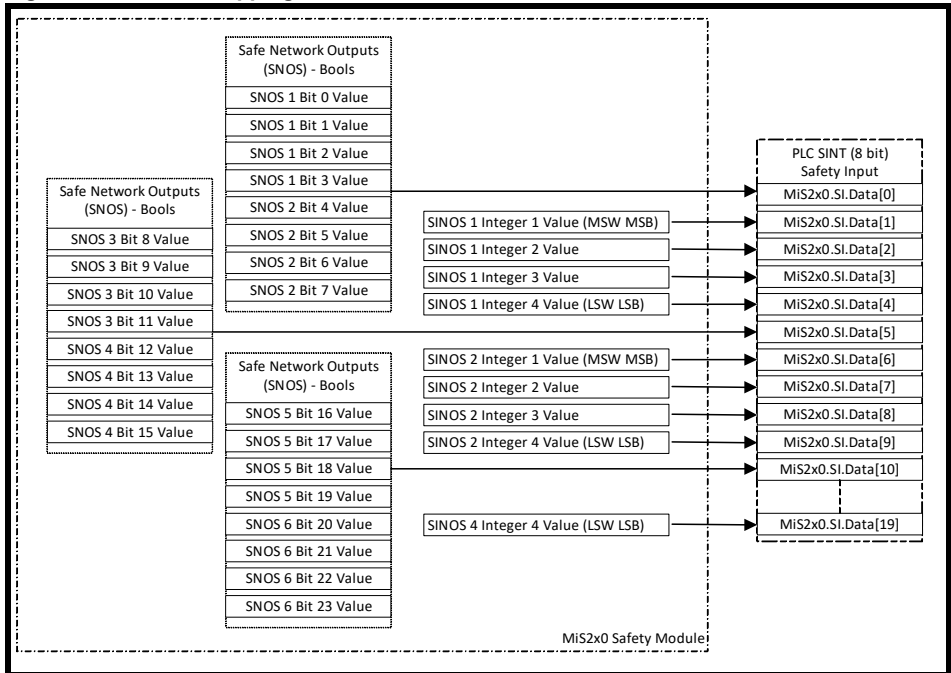 Safe Network Outputs
(SNOS) - Bools
SNOS 1 Bit 0 Value
SNOS 1 Bit 1 Value
SNOS 1 Bit 2 Value
SNOS 1 Bit 3 Value
SNOS 2 Bit 4 Value
SNOS 2 Bit 5 Value
SNOS 2 Bit 6 Value
SNOS 2 Bit 7 Value
Safe Network Outputs
(SNOS) - Bools
SNOS 3 Bit 8 Value
SNOS 3 Bit 9 Value
SNOS 3 Bit 10 Value
SNOS 3 Bit 11 Value
SNOS 4 Bit 12 Value
SNOS 4 Bit 13 Value
SNOS 4 Bit 14 Value
SNOS 4 Bit 15 Value
Safe Network Outputs
(SNOS) - Bools
SNOS 5 Bit 16 Value
SNOS 5 Bit 17 Value
SNOS 5 Bit 18 Value
SNOS 5 Bit 19 Value
SNOS 6 Bit 20 Value
SNOS 6 Bit 21 Value
SNOS 6 Bit 22 Value
SNOS 6 Bit 23 Value
SINOS 1 Integer 1 Value (MSW MSB)
SINOS 1 Integer 2 Value
SINOS 1 Integer 3 Value
SINOS 1 Integer 4 Value (LSW LSB)
SINOS 2 Integer 1 Value (MSW MSB)
SINOS 2 Integer 2 Value
SINOS 2 Integer 3 Value
SINOS 2 Integer 4 Value (LSW LSB)
SINOS 4 Integer 4 Value (LSW LSB)
PLC SINT (8 bit)
Safety Input
MiS2x0.SI.Data[0]
MiS2x0.SI.Data[1]
MiS2x0.SI.Data[2]
MiS2x0.SI.Data[3]
MiS2x0.SI.Data[4]
MiS2x0.SI.Data[5]
MiS2x0.SI.Data[6]
MiS2x0.SI.Data[7]
MiS2x0.SI.Data[8]
MiS2x0.SI.Data[9]
MiS2x0.SI.Data[10]
MiS2x0.SI.Data[19]
MiS2x0 Safety Module